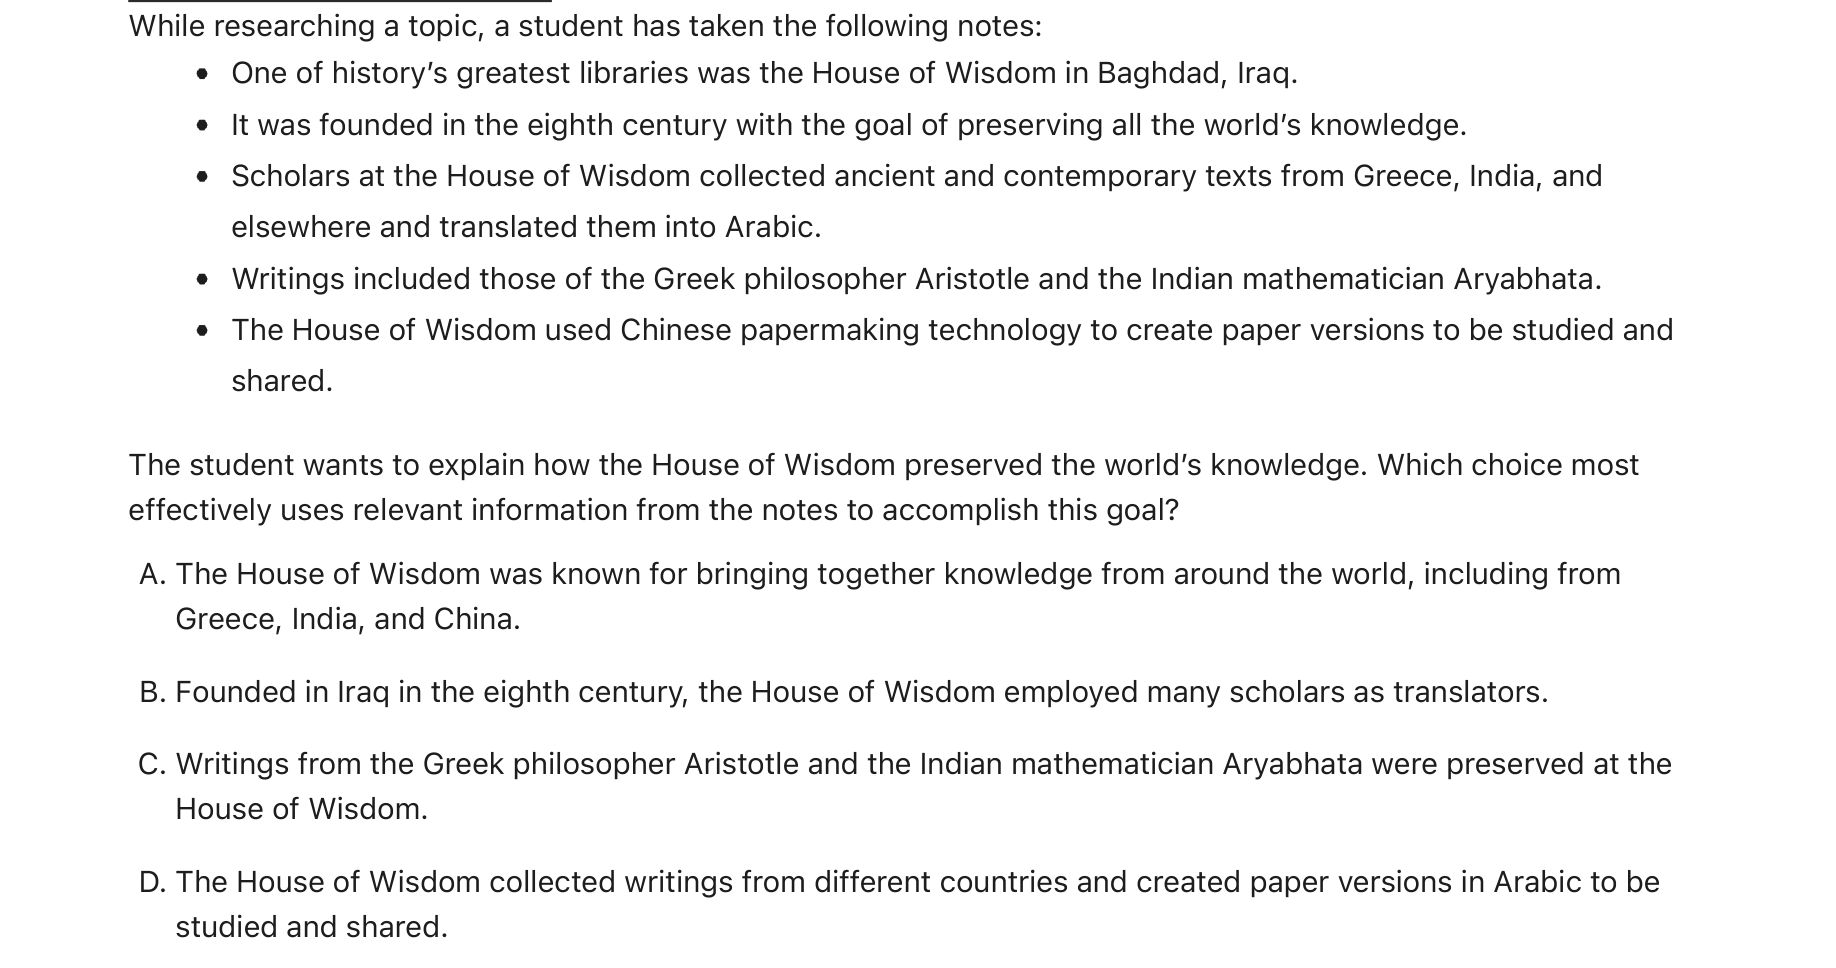 While researching a topic, a student has taken the following notes:
• One of history’s greatest libraries was the House of Wisdom in Baghdad, Iraq.
• It was founded in the eighth century with the goal of preserving all the world’s knowledge.
• Scholars at the House of Wisdom collected ancient and contemporary texts from Greece, India, and
elsewhere and translated them into Arabic.
• Writings included those of the Greek philosopher Aristotle and the Indian mathematician Aryabhata.
• The House of Wisdom used Chinese papermaking technology to create paper versions to be studied and
shared.
The student wants to explain how the House of Wisdom preserved the world’s knowledge. Which choice most
effectively uses relevant information from the notes to accomplish this goal?
A. The House of Wisdom was known for bringing together knowledge from around the world, including from
Greece, India, and China.
B. Founded in Iraq in the eighth century, the House of Wisdom employed many scholars as translators.
C. Writings from the Greek philosopher Aristotle and the Indian mathematician Aryabhata were preserved at the
House of Wisdom.
D. The House of Wisdom collected writings from different countries and created paper versions in Arabic to be
studied and shared.